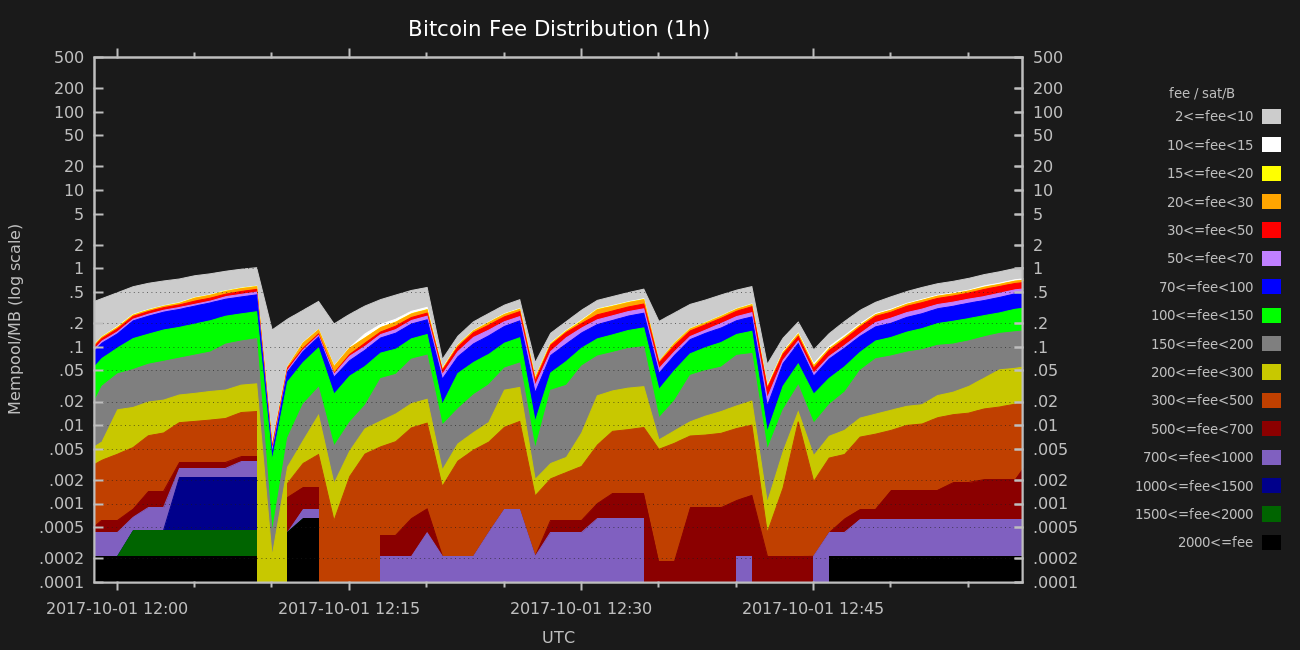 Bitcoin Fee Distribution (1h)
500 500
200 200
100 100
50 50
20 20
10 10
5 5
2 2
1 1
.5 .5
.2 .2
.1 .1
.05 .05
.02 .02
.01 .01
.005 .005
.002 .002
.001 .001
.0005 .0005
.0002 .0002
.0001 .0001
Mempool/MB (log scale)
2017-10-01 12:00 2017-10-01 12:15 2017-10-01 12:30 2017-10-01 12:45
UTC
fee / sat/B
2<=fee<10
10<=fee<15
15<=fee<20
20<=fee<30
30<=fee<50
50<=fee<70
70<=fee<100
100<=fee<150
150<=fee<200
200<=fee<300
300<=fee<500
500<=fee<700
700<=fee<1000
1000<=fee<1500
1500<=fee<2000
2000<=fee